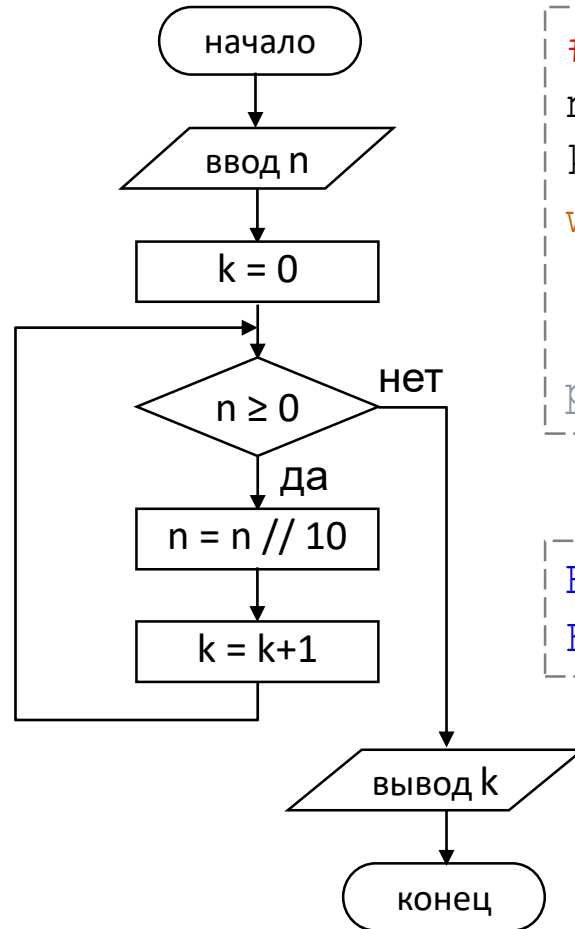 начало
ввод n
k = 0
n ≥ 0
нет
да
n = n // 10
k = k+1
вывод k
конец
#